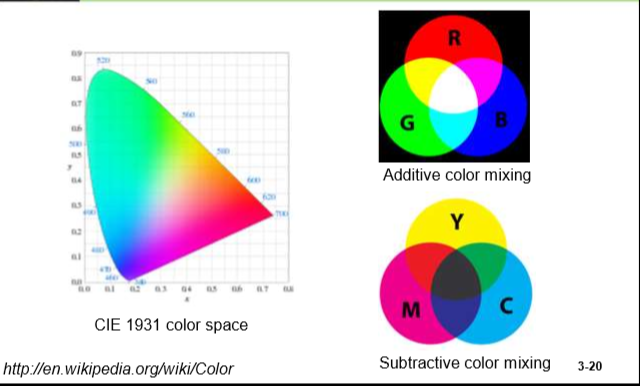 0.9
520
0.8
540
0.7
560
0.6
500
0.5
580
y
0.4
600
620
0.3
700
490
0.2
480
0.1
470
460
380
0.0
0.0 0.1 0.2 0.3 0.4 0.5 0.6 0.7 0.8
x
CIE 1931 color space
R
G B
Additive color mixing
Y
M C
Subtractive color mixing
http://en.wikipedia.org/wiki/Color
3-20